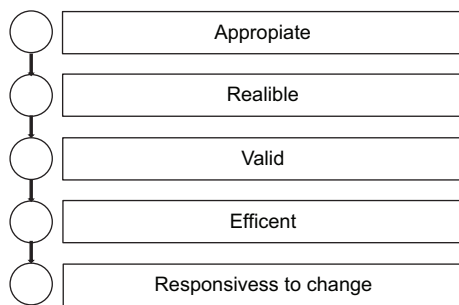 Appropiate
Realible
Valid
Efficent
Responsivess to change